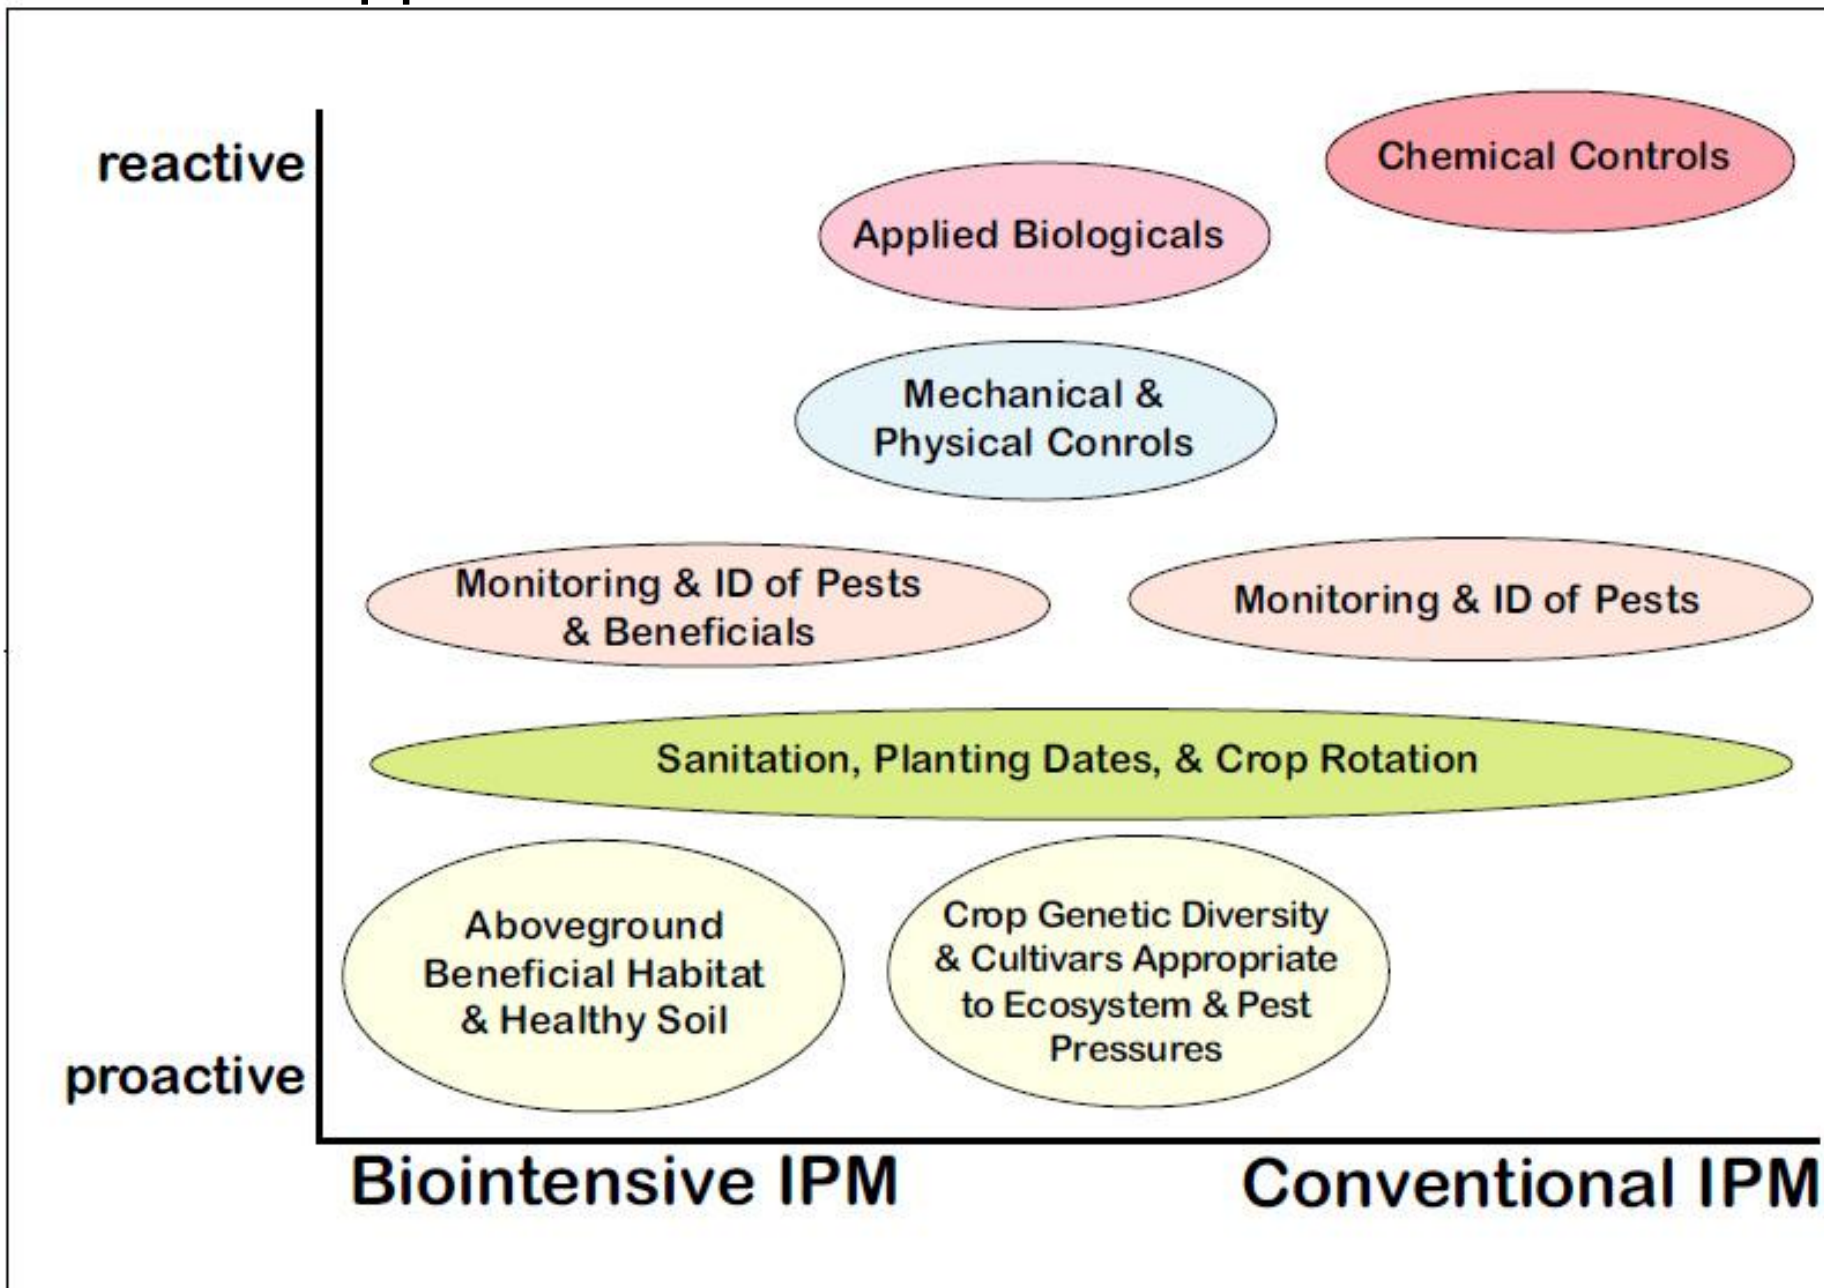 reactive
Chemical Controls
Applied Biologicals
Mechanical &
Physical Conrols
Monitoring & ID of Pests
& Beneficials
Monitoring & ID of Pests
Sanitation, Planting Dates, & Crop Rotation
Aboveground
Beneficial Habitat
& Healthy Soil
Crop Genetic Diversity
& Cultivars Appropriate
to Ecosystem & Pest
Pressures
proactive
Biointensive IPM
Conventional IPM